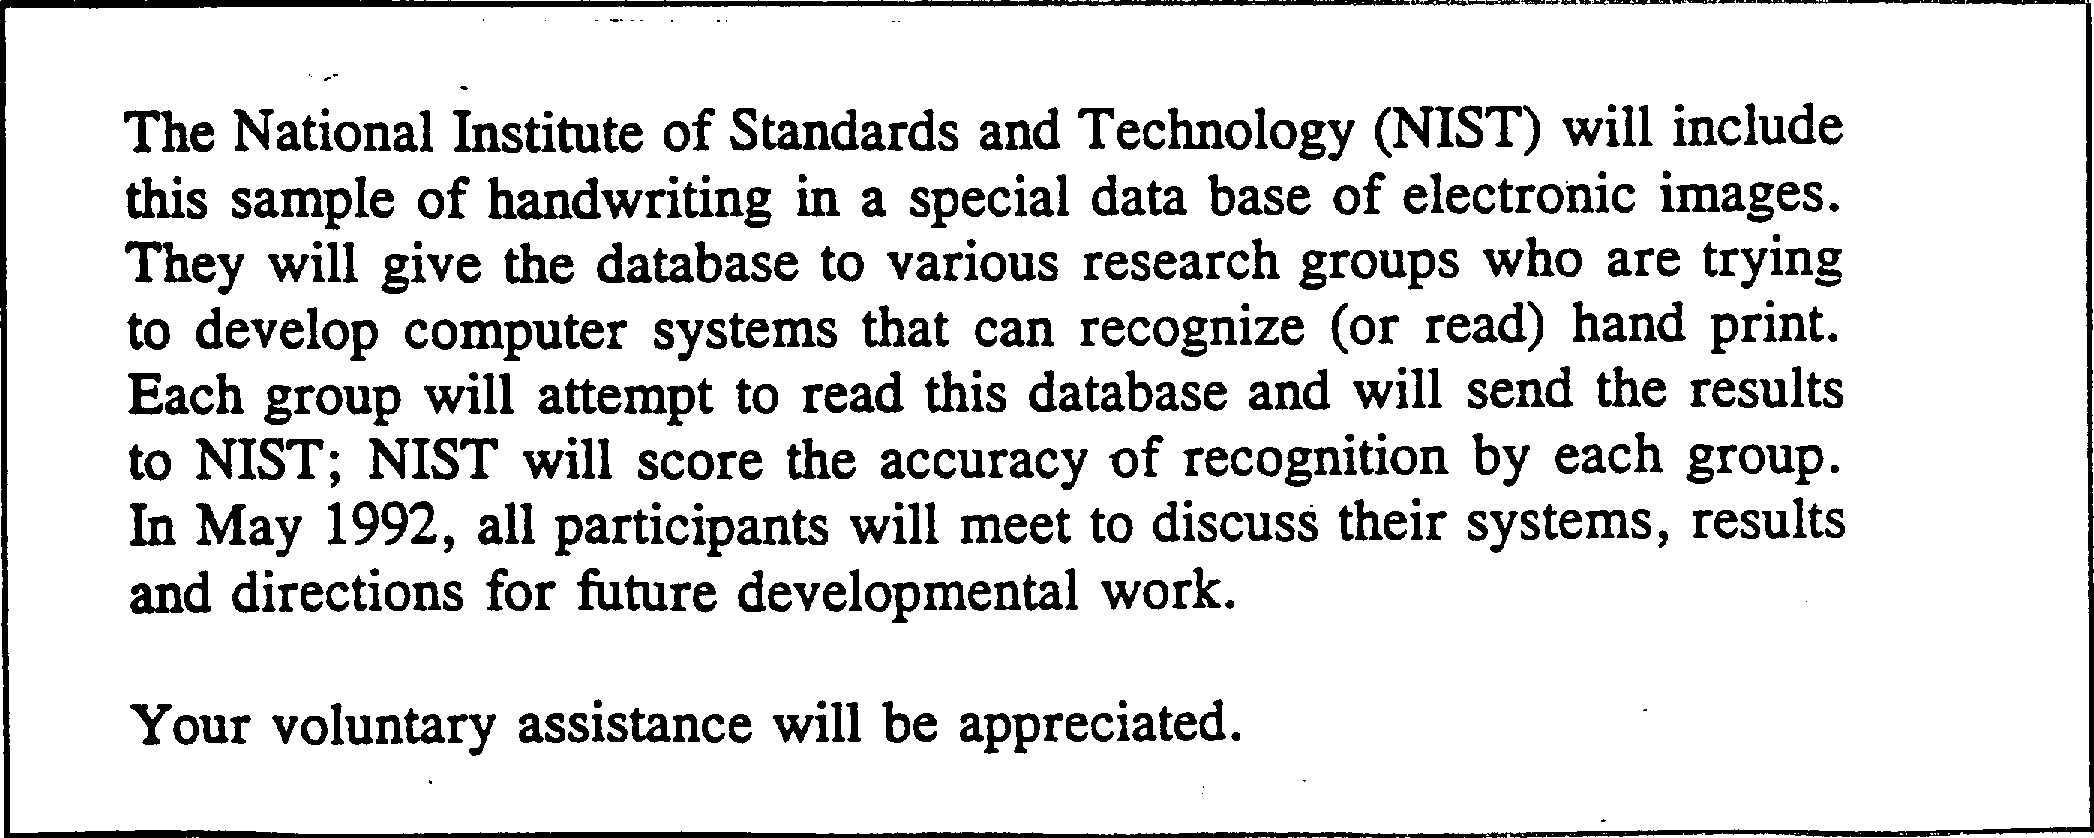 The National Institute of Standards and Technology (NIST) will include
this sample of handwriting in a special data base of electronic images.
They will give the database to various research groups who are trying
to develop computer systems that can recognize (or read) hand print.
Each group will attempt to read this database and will send the results
to NIST; NIST will score the accuracy of recognition by each group.
In May 1992, all participants will meet to discuss their systems, results
and directions for future developmental work.
Your voluntary assistance will be appreciated.